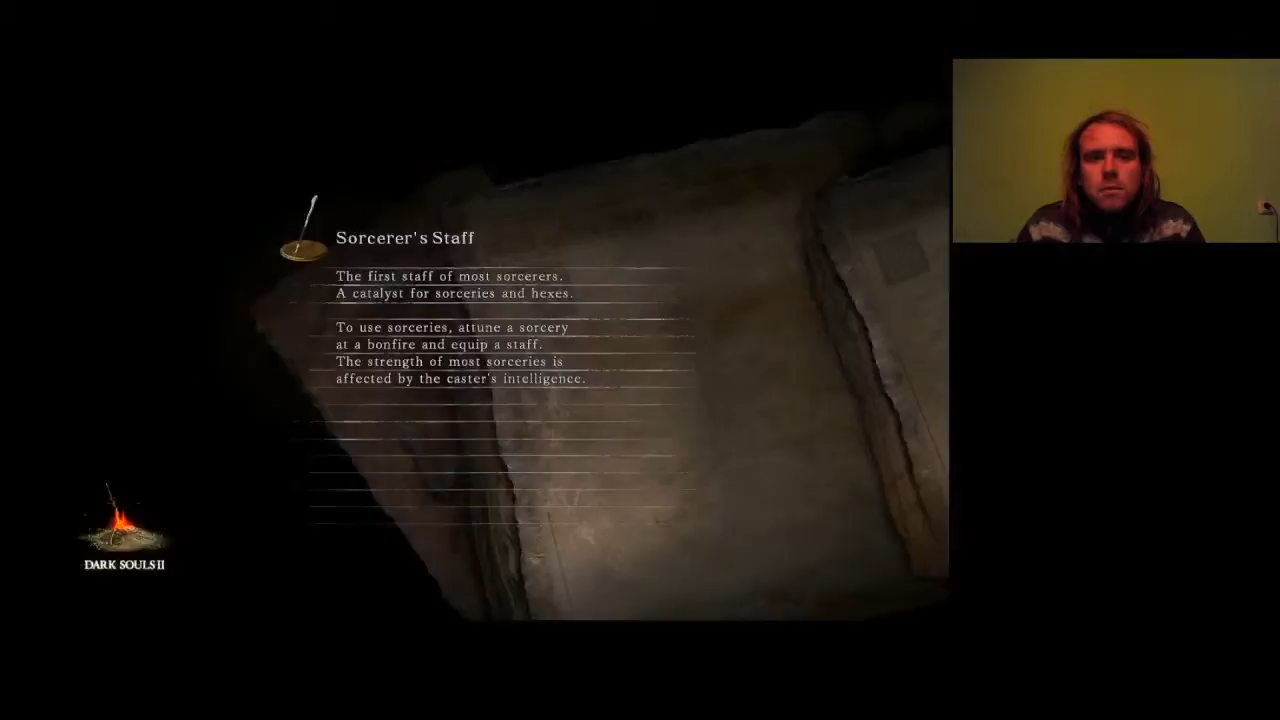 Sorcerer's Staff
The first staff of most sorcerers.
A catalyst for sorceries and hexes.
To use sorceries, attune a sorcery
at a bonfire and equip a staff.
The strength of most sorceries is
affected by the caster's intelligence.
DARK SOULS II